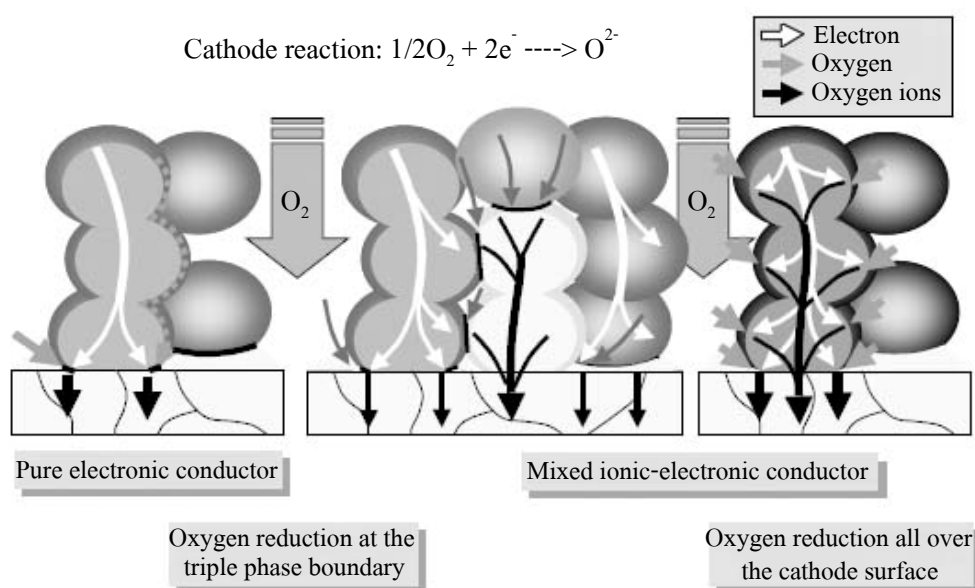 Cathode reaction: 1/2O₂ + 2e⁻ ----> O²⁻
Electron
Oxygen
Oxygen ions
O₂
O₂
Pure electronic conductor
Mixed ionic-electronic conductor
Oxygen reduction at the
triple phase boundary
Oxygen reduction all over
the cathode surface